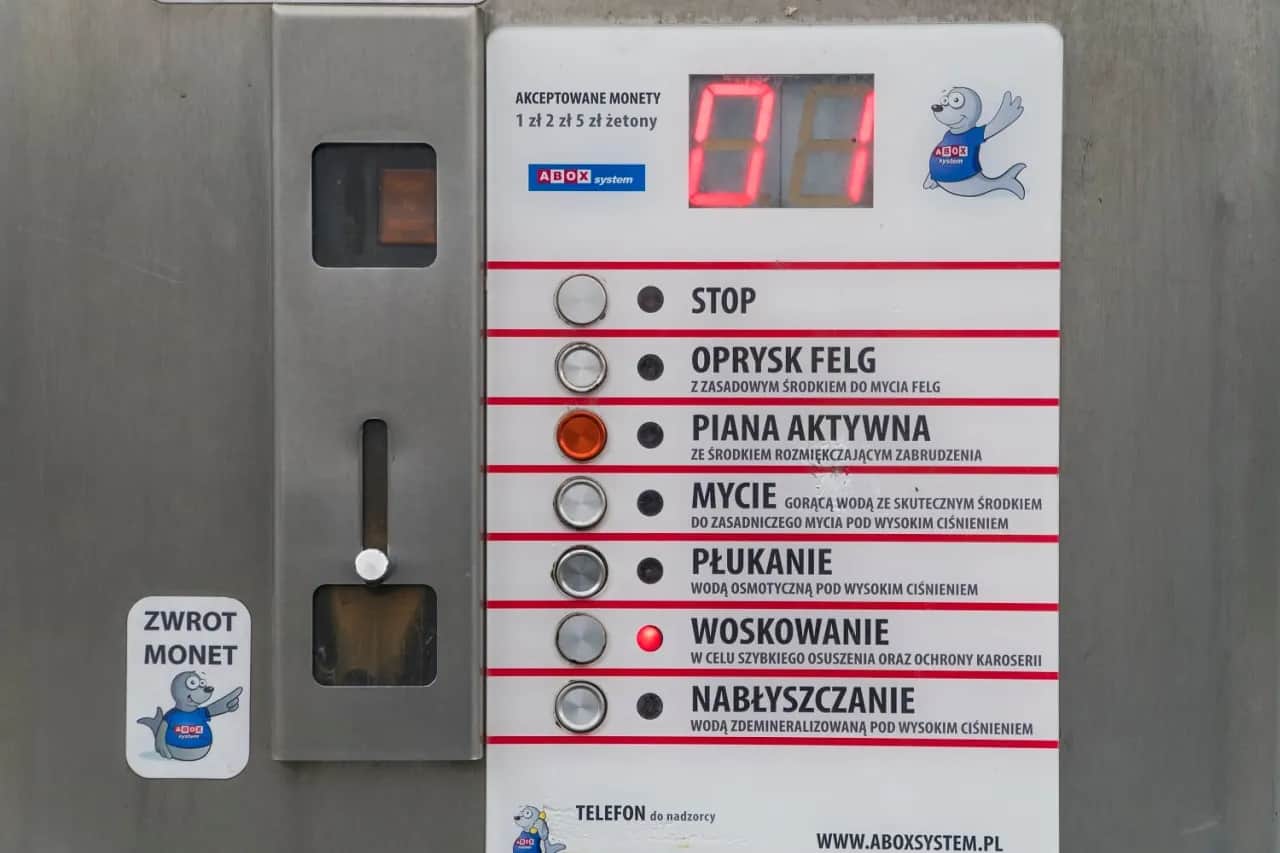 AKCEPTOWANE MONETY
1 zł 2 zł 5 zł żetony
ABOX system
01
ABOX
system
STOP
OPRYSK FELG
Z ZASADOWYM ŚRODKIEM DO MYCIA FELG
PIANA AKTYWNA
ZE ŚRODKIEM ROZMIĘKCZAJĄCYM ZABRUDZENIA
MYCIE GORĄCĄ WODĄ ZE SKUTECZNYM ŚRODKIEM
DO ZASADNICZEGO MYCIA POD WYSOKIM CIŚNIENIEM
PŁUKANIE
WODĄ OSMOTYCZNĄ POD WYSOKIM CIŚNIENIEM
WOSKOWANIE
W CELU SZYBKIEGO OSUSZENIA ORAZ OCHRONY KAROSERII
NABŁYSZCZANIE
WODĄ ZDEMINERALIZOWANĄ POD WYSOKIM CIŚNIENIEM
ZWROT
MONET
ABOX
system
TELEFON do nadzorcy
WWW.ABOXSYSTEM.PL